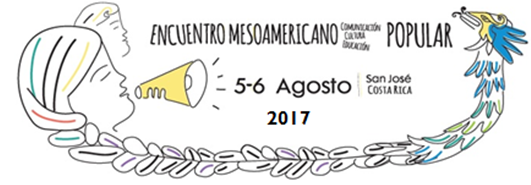 ENCUENTRO MESOAMERICANO COMUNICACIÓN CULTURA EDUCACIÓN POPULAR
5-6 Agosto San José COSTA RICA
2017